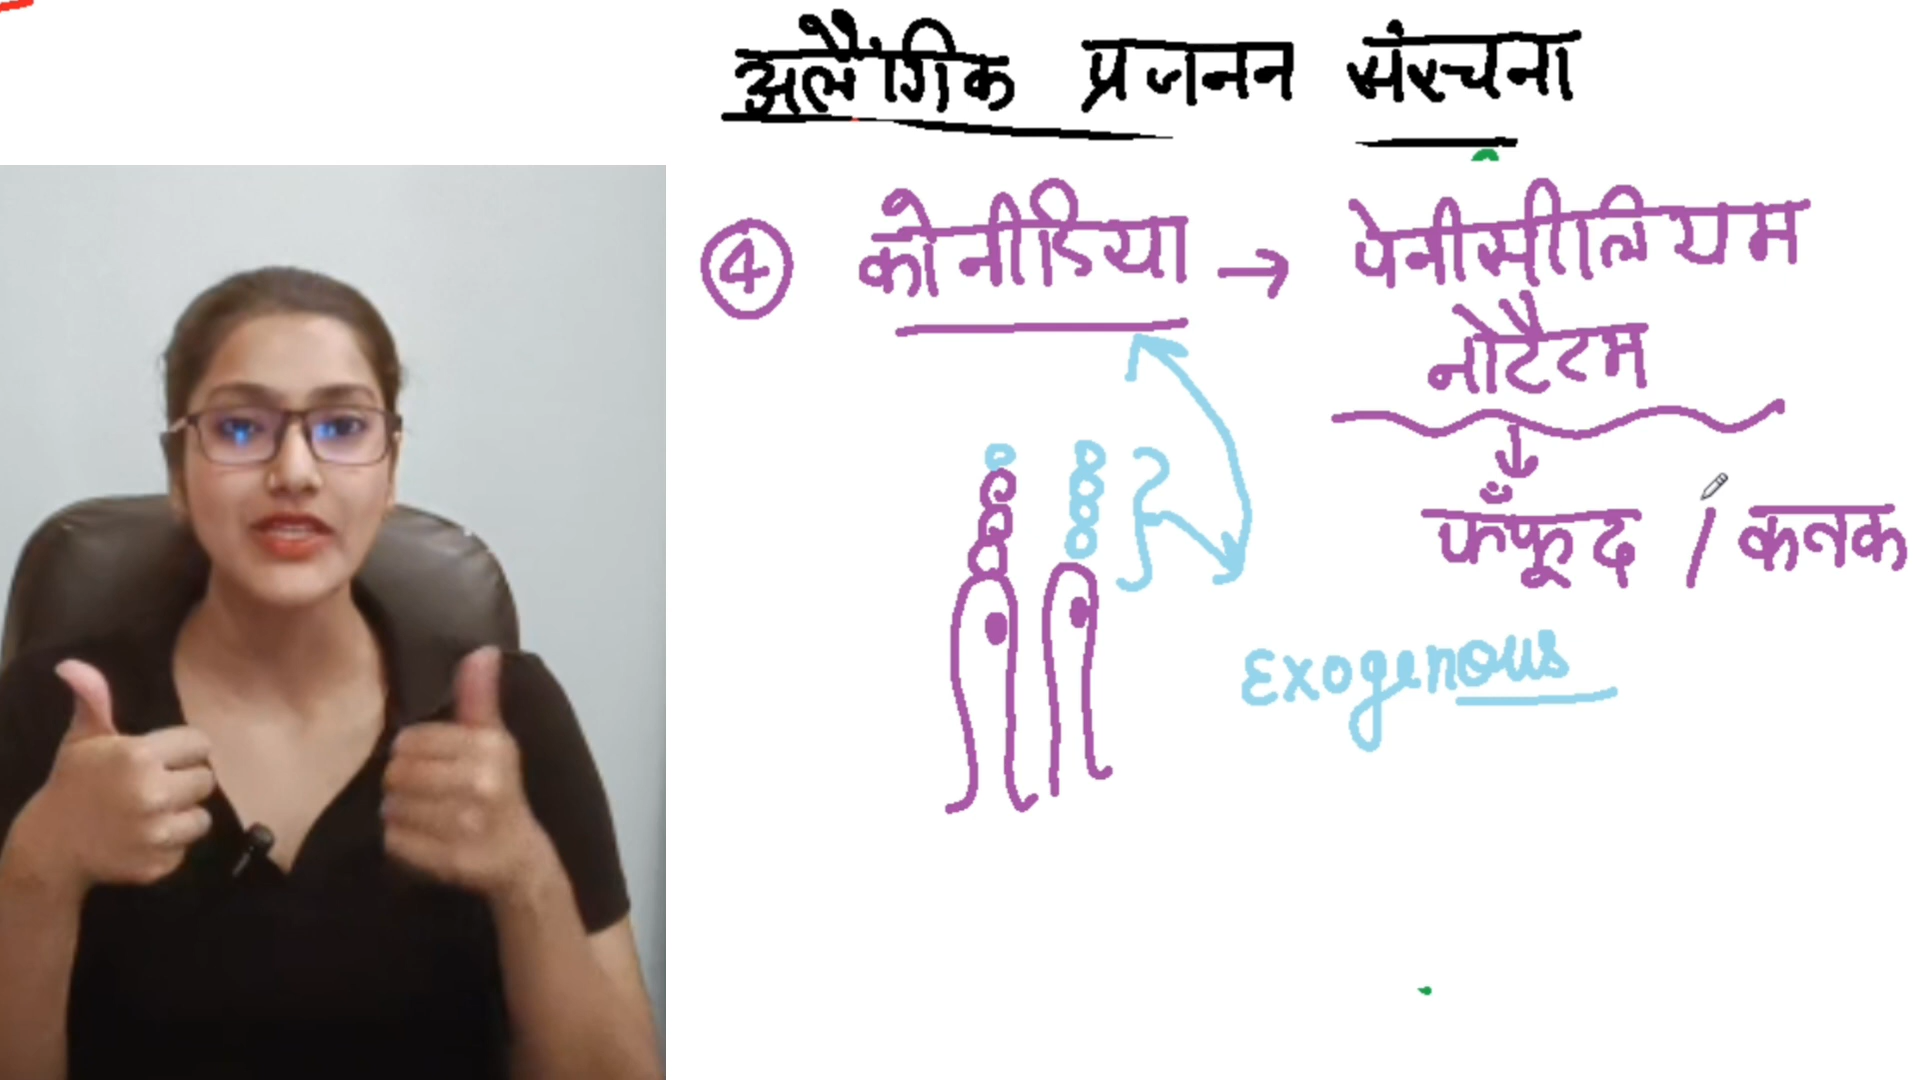 अलैंगिक प्रजनन संरचना
④ कोनीडिया → पेनीसीलियम
नोटैटम
↓
फँफूद / कवक
Exogenous